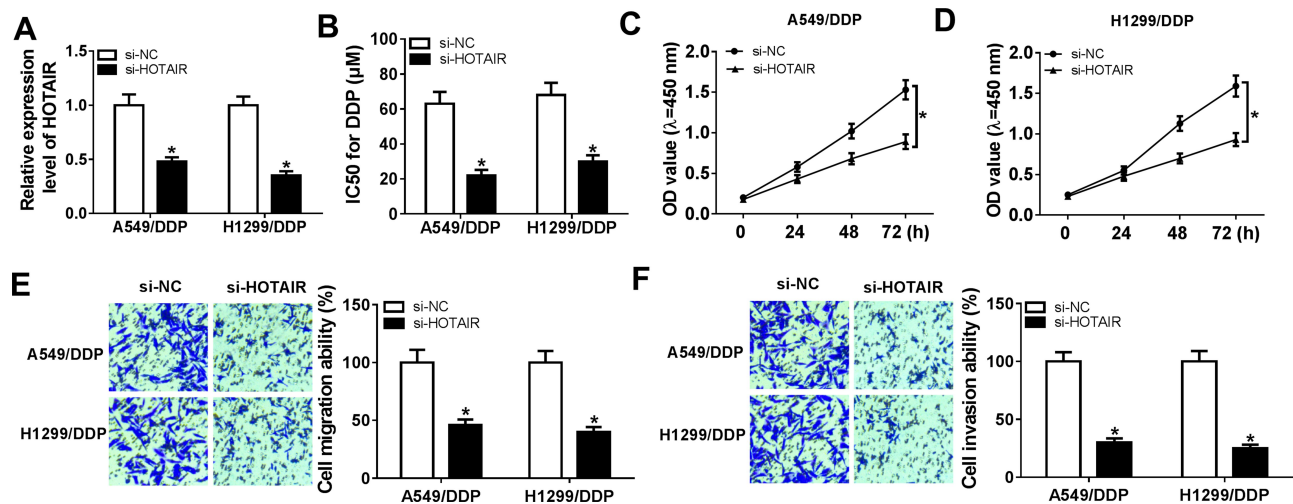 A
Relative expression
level of HOTAIR
si-NC
si-HOTAIR
1.5
1.0
0.5
0.0
*
*
A549/DDP
H1299/DDP
B
IC50 for DDP (µM)
si-NC
si-HOTAIR
100
80
60
40
20
0
*
*
A549/DDP
H1299/DDP
C
A549/DDP
OD value (λ=450 nm)
si-NC
si-HOTAIR
2.0
1.5
1.0
0.5
0.0
*
0 24 48 72 (h)
D
H1299/DDP
OD value (λ=450 nm)
si-NC
si-HOTAIR
2.0
1.5
1.0
0.5
0.0
*
0 24 48 72 (h)
E
si-NC si-HOTAIR
A549/DDP
H1299/DDP
Cell migration ability (%)
si-NC
si-HOTAIR
150
100
50
0
*
*
A549/DDP
H1299/DDP
F
si-NC si-HOTAIR
A549/DDP
H1299/DDP
Cell invasion ability (%)
si-NC
si-HOTAIR
150
100
50
0
*
*
A549/DDP
H1299/DDP